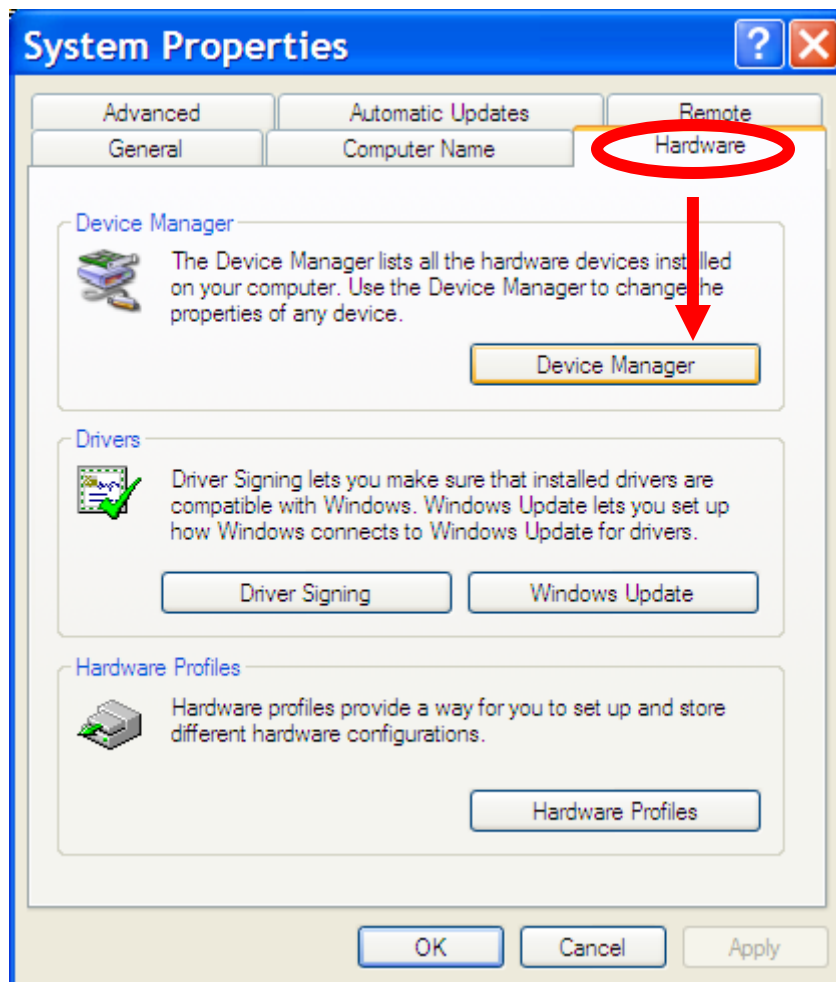 System Properties
Advanced
Automatic Updates
Remote
General
Computer Name
Hardware
Device Manager
The Device Manager lists all the hardware devices installed
on your computer. Use the Device Manager to change the
properties of any device.
Device Manager
Drivers
Driver Signing lets you make sure that installed drivers are
compatible with Windows. Windows Update lets you set up
how Windows connects to Windows Update for drivers.
Driver Signing
Windows Update
Hardware Profiles
Hardware profiles provide a way for you to set up and store
different hardware configurations.
Hardware Profiles
OK
Cancel
Apply